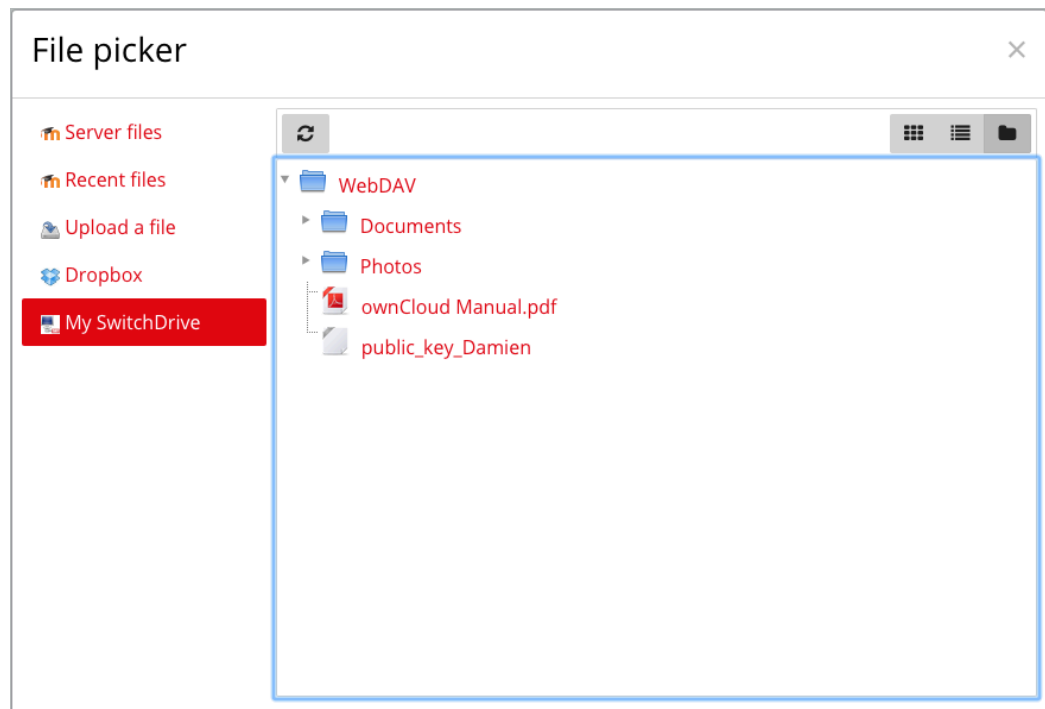 File picker
Server files
Recent files
Upload a file
Dropbox
My SwitchDrive
WebDAV
Documents
Photos
ownCloud Manual.pdf
public_key_Damien